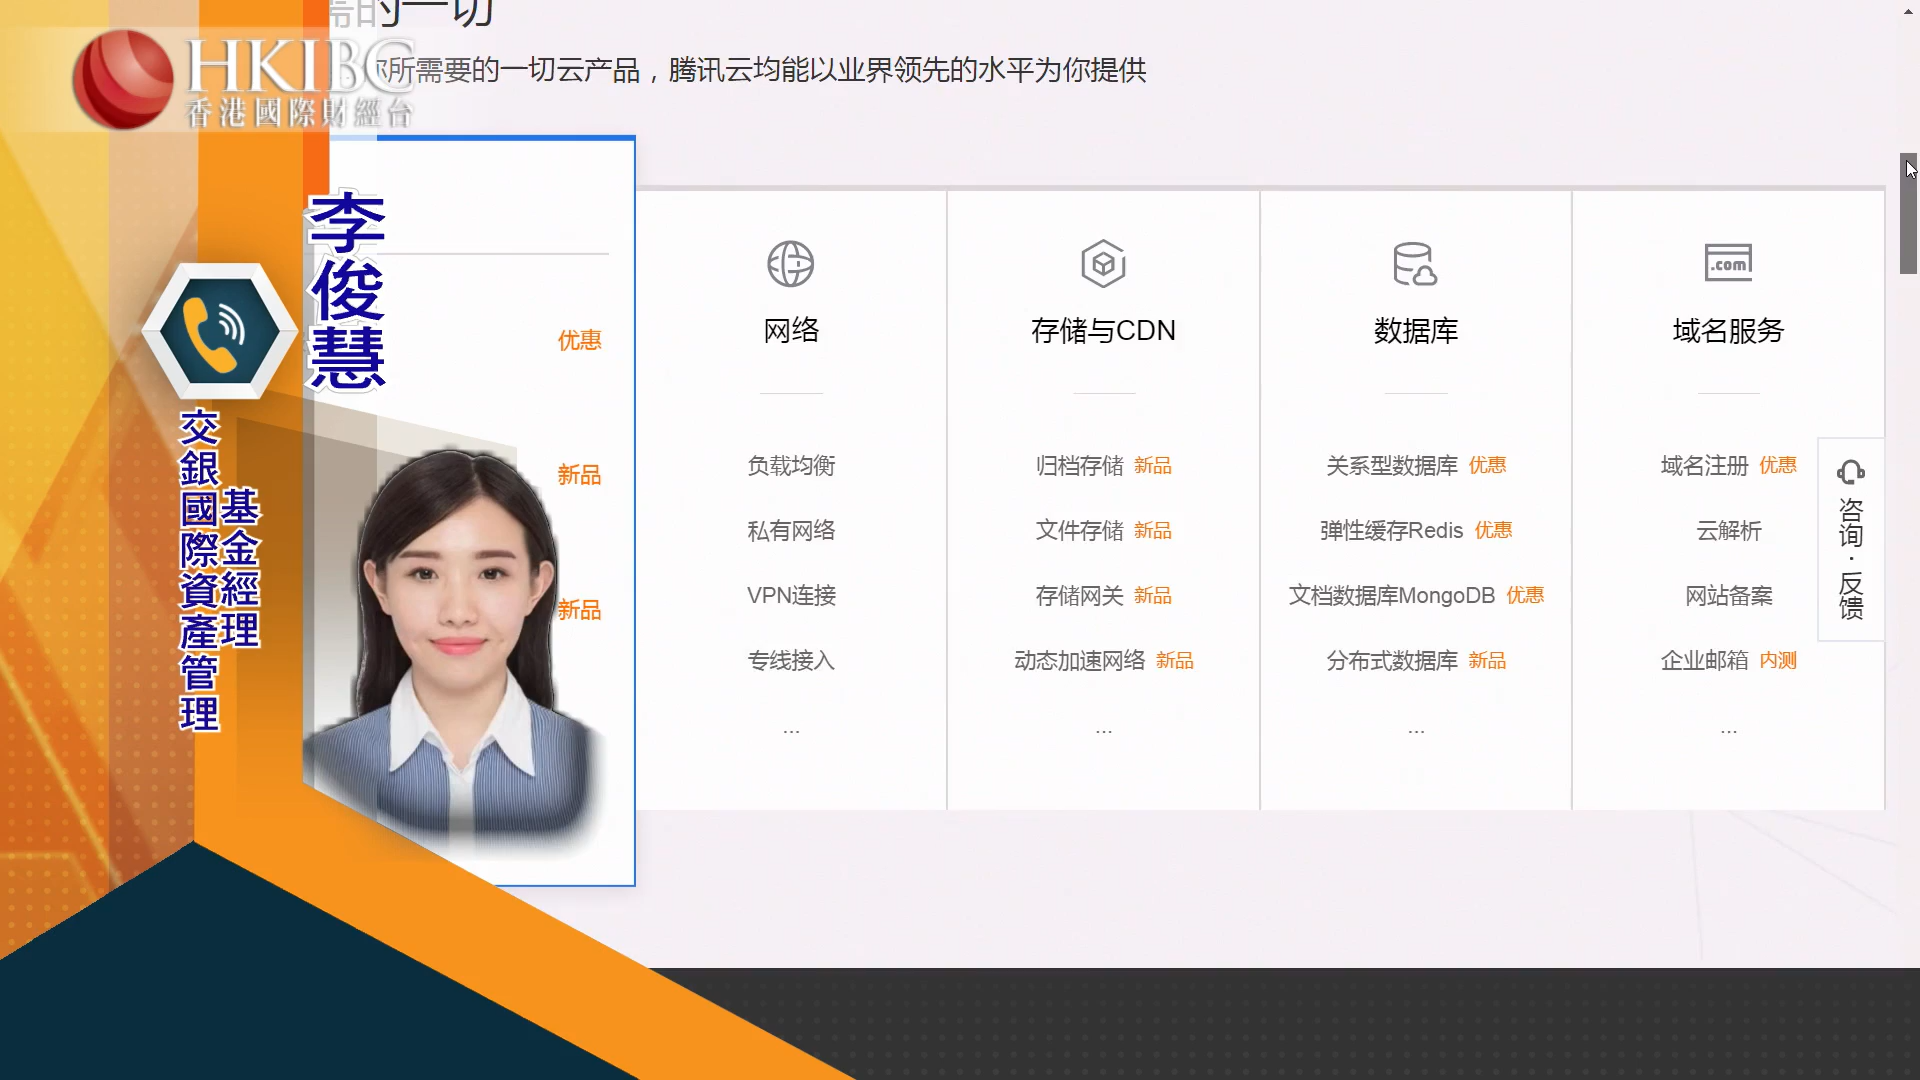 需的一切
HKIBC
香港國際財經台
你所需要的一切云产品，腾讯云均能以业界领先的水平为你提供
李俊慧
交銀國際資產管理
基金經理
优惠
新品
新品
网络
负载均衡
私有网络
VPN连接
专线接入
...
存储与CDN
归档存储 新品
文件存储 新品
存储网关 新品
动态加速网络 新品
...
数据库
关系型数据库 优惠
弹性缓存Redis 优惠
文档数据库MongoDB 优惠
分布式数据库 新品
...
.com
域名服务
域名注册 优惠
云解析
网站备案
企业邮箱 内测
...
咨询·反馈